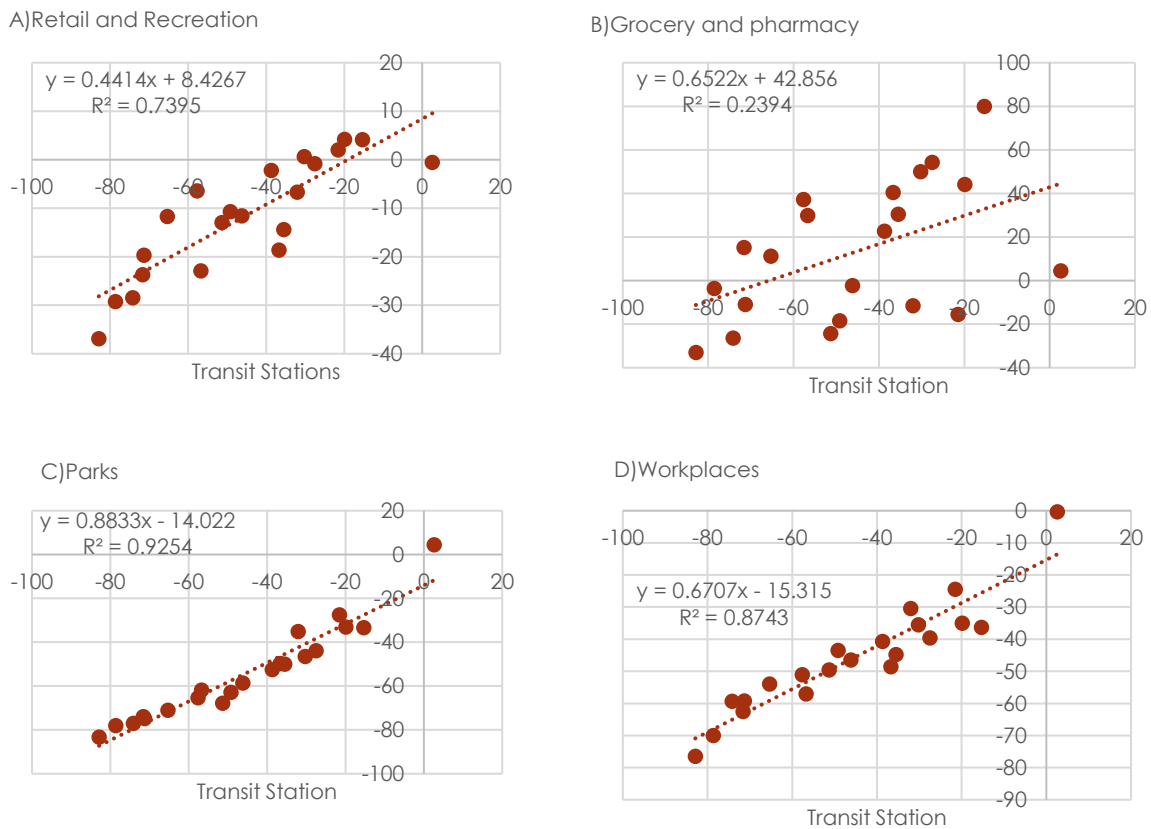 A)Retail and Recreation
y = 0.4414x + 8.4267
R² = 0.7395
20
10
0
-100 -80 -60 -40 -20 0 20
-10
-20
-30
-40
Transit Stations
B)Grocery and pharmacy
y = 0.6522x + 42.856
R² = 0.2394
100
80
60
40
20
0
-100 -80 -60 -40 -20 0 20
-20
-40
Transit Station
C)Parks
y = 0.8833x - 14.022
R² = 0.9254
20
0
-100 -80 -60 -40 -20 0 20
-20
-40
-60
-80
-100
Transit Station
D)Workplaces
0
-100 -80 -60 -40 -20 0 20
-10
-20
y = 0.6707x - 15.315
R² = 0.8743
-30
-40
-50
-60
-70
-80
-90
Transit Station